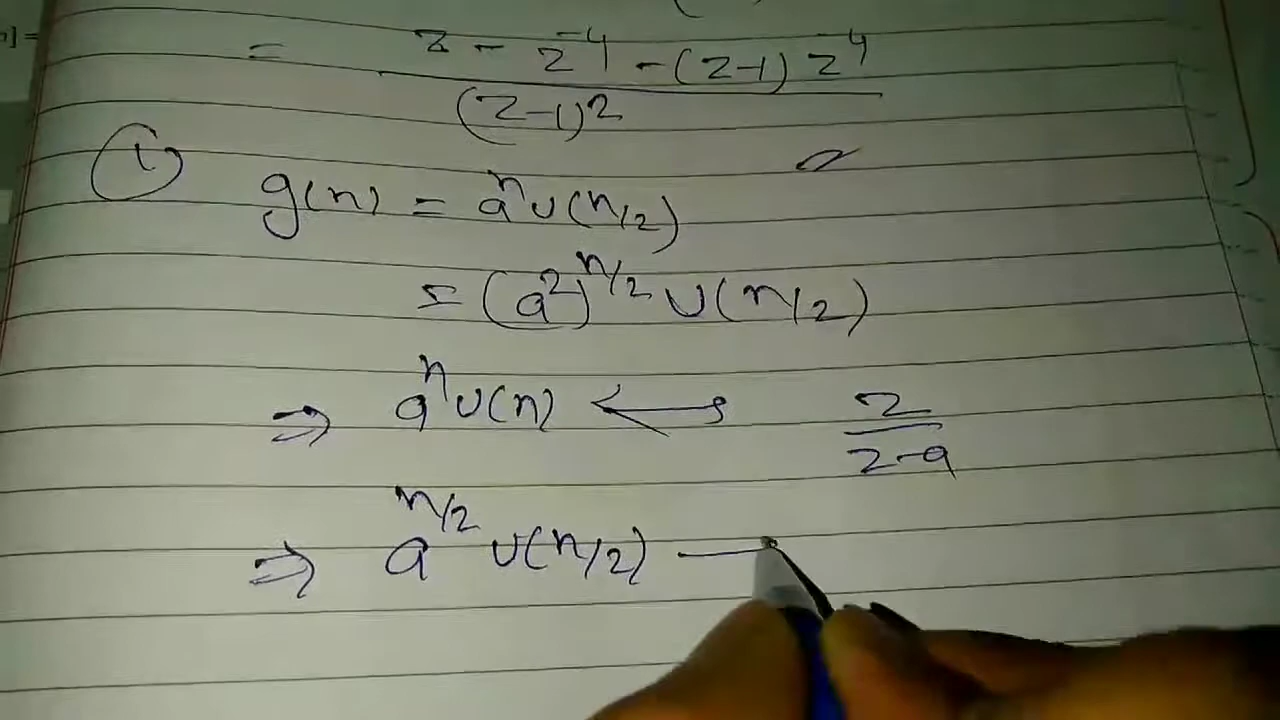 n] =
= z - z^-4 - (z-1) z^4
(z-1)^2
i g(n) = a^n u(n/2)
= (a^2)^n/2 u(n/2)
⇒ a^n u(n) ↔ z/z-a
⇒ a^n/2 u(n/2) —